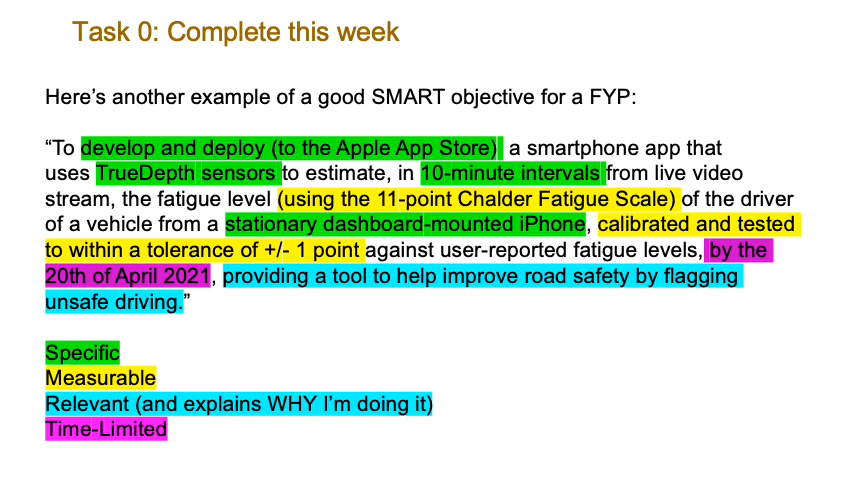 Task 0: Complete this week
Here’s another example of a good SMART objective for a FYP:
“To develop and deploy (to the Apple App Store) a smartphone app that
uses TrueDepth sensors to estimate, in 10-minute intervals from live video
stream, the fatigue level (using the 11-point Chalder Fatigue Scale) of the driver
of a vehicle from a stationary dashboard-mounted iPhone, calibrated and tested
to within a tolerance of +/- 1 point against user-reported fatigue levels, by the
20th of April 2021, providing a tool to help improve road safety by flagging
unsafe driving.”
Specific
Measurable
Relevant (and explains WHY I’m doing it)
Time-Limited